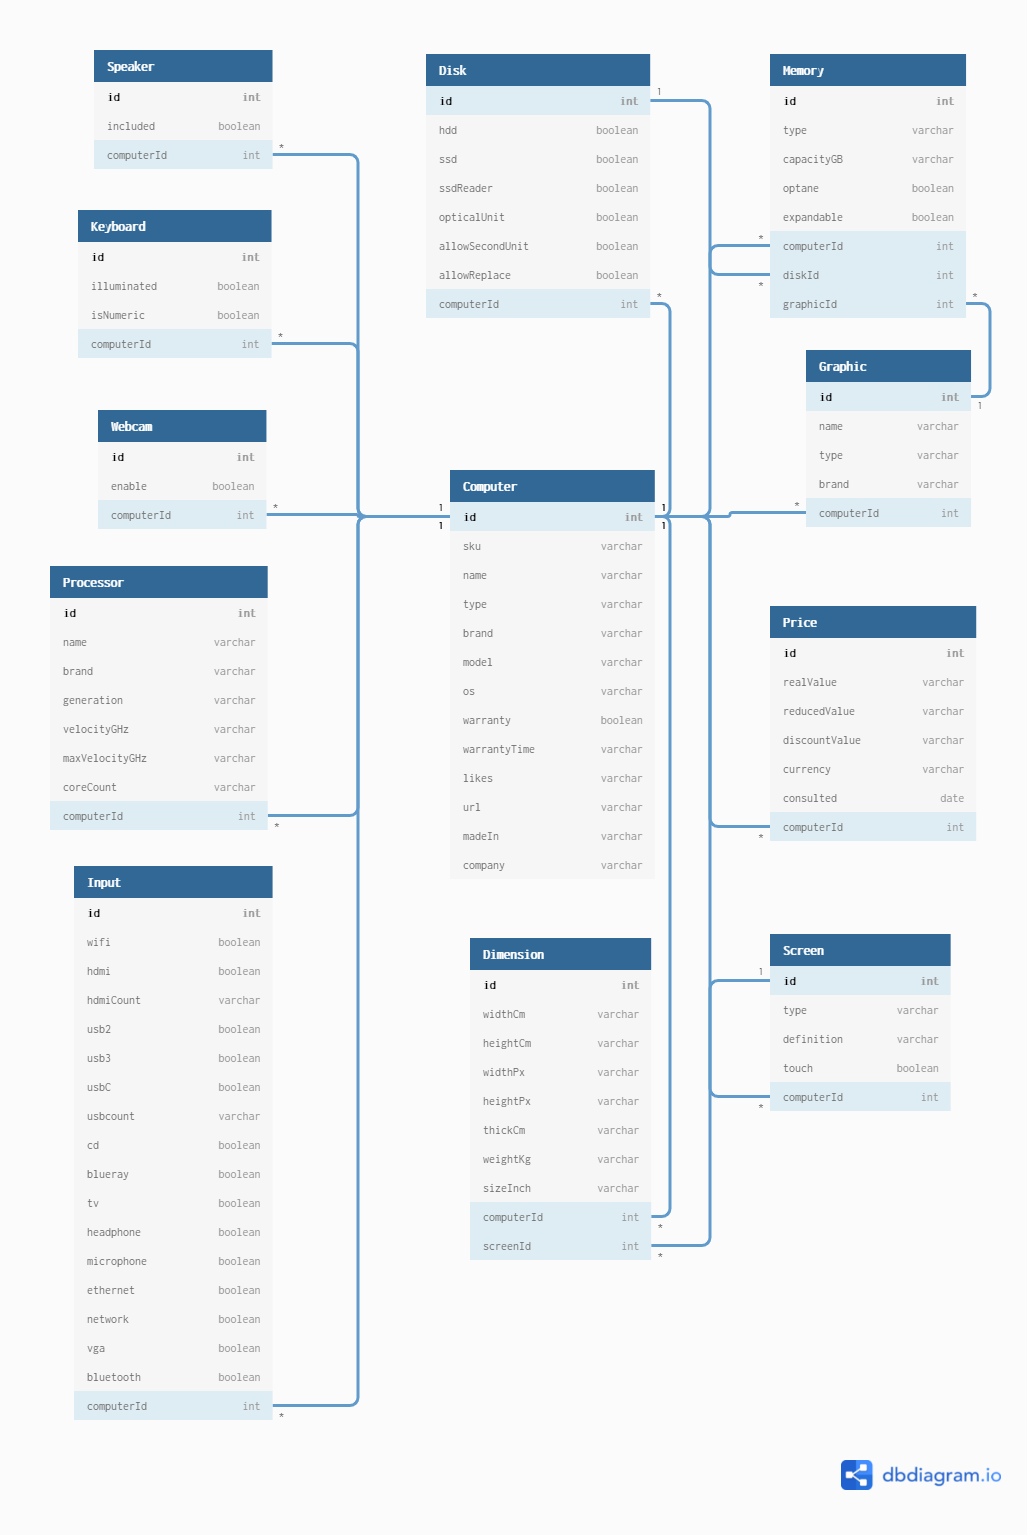 Speaker
id int
included boolean
computerId int
*
Keyboard
id int
illuminated boolean
isNumeric boolean
computerId int
*
Webcam
id int
enable boolean
computerId int
*
Processor
id int
name varchar
brand varchar
generation varchar
velocityGHz varchar
maxVelocityGHz varchar
coreCount varchar
computerId int
*
Input
id int
wifi boolean
hdmi boolean
hdmiCount varchar
usb2 boolean
usb3 boolean
usbC boolean
usbcount varchar
cd boolean
blueray boolean
tv boolean
headphone boolean
microphone boolean
ethernet boolean
network boolean
vga boolean
bluetooth boolean
computerId int
*
Disk
1
id int
hdd boolean
ssd boolean
ssdReader boolean
opticalUnit boolean
allowSecondUnit boolean
allowReplace boolean
*
computerId int
Computer
1 1
id int
1 1
sku varchar
name varchar
type varchar
brand varchar
model varchar
os varchar
warranty boolean
warrantyTime varchar
likes varchar
url varchar
madeIn varchar
company varchar
Dimension
id int
widthCm varchar
heightCm varchar
widthPx varchar
heightPx varchar
thickCm varchar
weightKg varchar
sizeInch varchar
computerId int
*
screenId int
*
Memory
id int
type varchar
capacityGB varchar
optane boolean
expandable boolean
*
computerId int
diskId int
*
*
graphicId int
Graphic
id int
1
name varchar
type varchar
brand varchar
*
computerId int
Price
id int
realValue varchar
reducedValue varchar
discountValue varchar
currency varchar
consulted date
computerId int
*
Screen
1
id int
type varchar
definition varchar
touch boolean
computerId int
*
dbdiagram.io